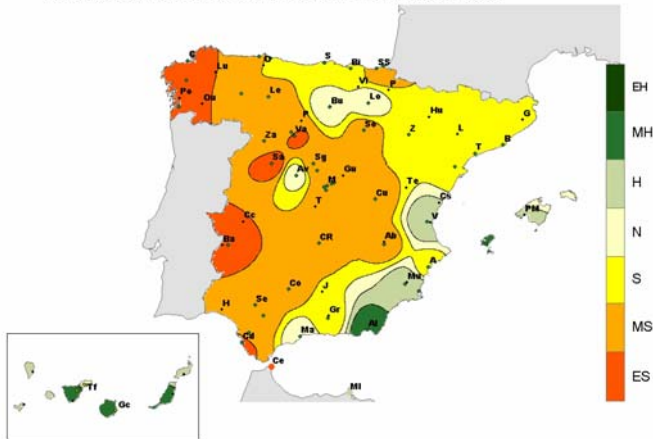 C
O
S
Bi
SS
Lu
Vi
P
Po
Ou
Le
Bu
Lo
Hu
G
P
Va
Za
So
Z
L
B
T
Sa
Sg
Av
M
Gu
Te
Cs
T
Cu
V
PM
Cc
Ba
CR
Ab
A
Co
J
Mu
H
Se
Gr
Al
Ma
Cd
Ce
Ml
Tf
Gc
EH
MH
H
N
S
MS
ES